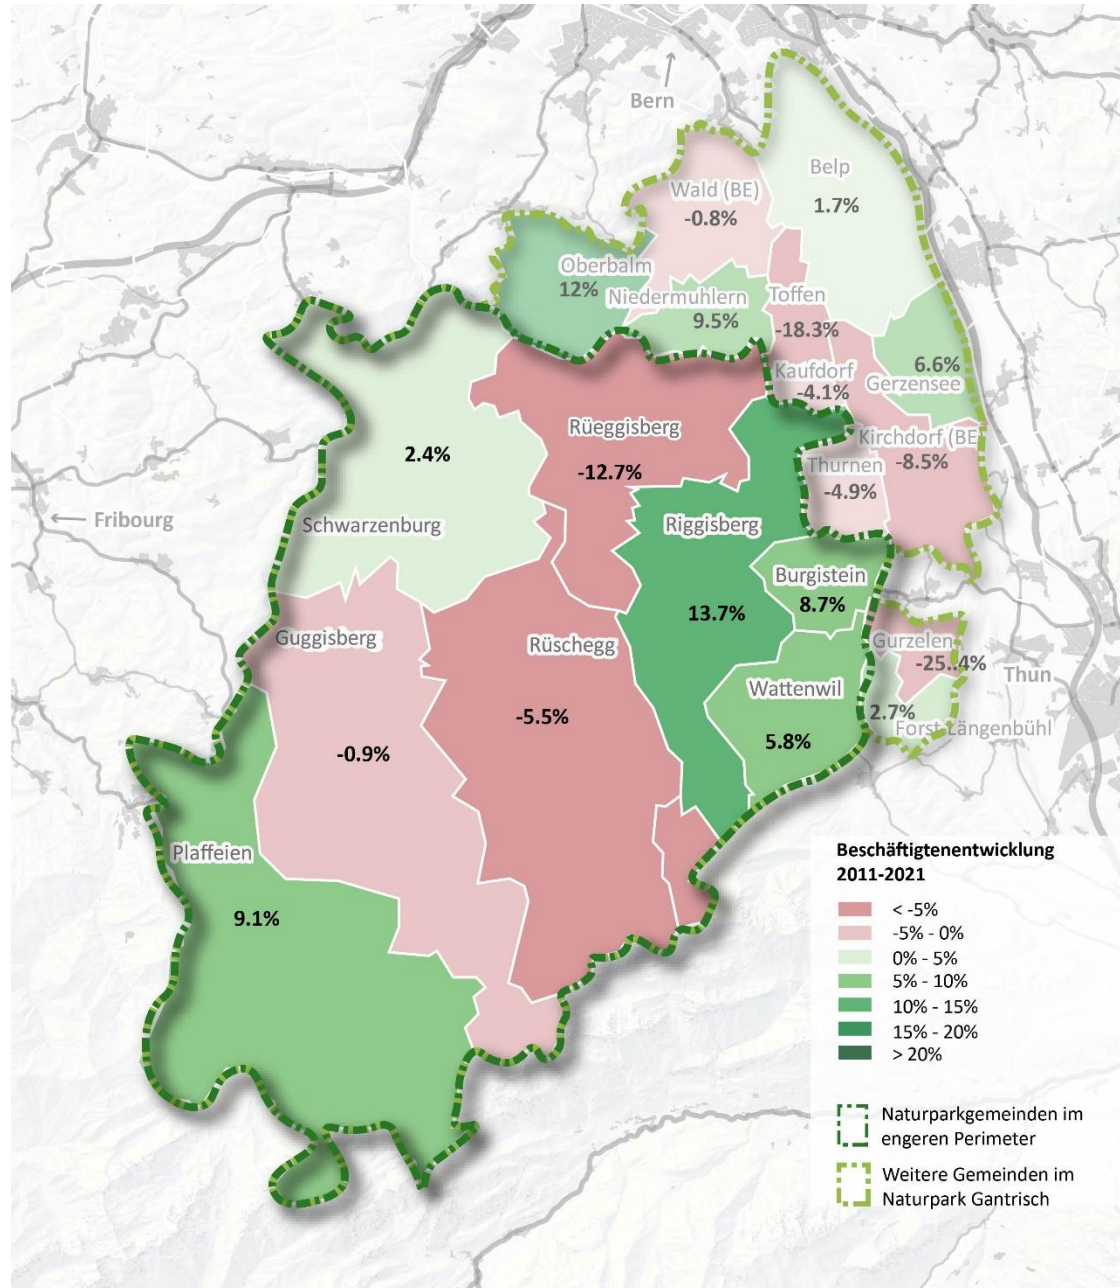 Bern
Belp
1.7%
Wald (BE)
-0.8%
Oberbalm
12%
Niedermuhlern
9.5%
Toffen
-18.3%
6.6%
Gerzensee
Kaufdorf
-4.1%
Kirchdorf (BE)
-8.5%
Thurnen
-4.9%
Rüeggisberg
-12.7%
2.4%
Schwarzenburg
← Fribourg
Riggisberg
13.7%
Burgistein
8.7%
Guggisberg
-0.9%
Rüschegg
-5.5%
Gurzelen
-25..4%
Thun
Wattenwil
5.8%
2.7%
Forst-Längenbühl
Plaffeien
9.1%
Beschäftigtenentwicklung
2011-2021
< -5%
-5% - 0%
0% - 5%
5% - 10%
10% - 15%
15% - 20%
> 20%
Naturparkgemeinden im
engeren Perimeter
Weitere Gemeinden im
Naturpark Gantrisch